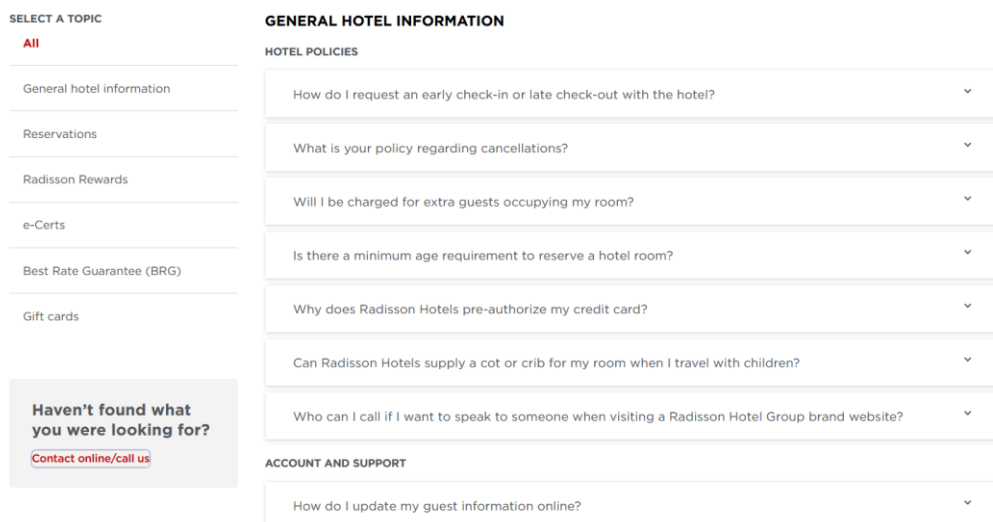 SELECT A TOPIC
All
General hotel information
Reservations
Radisson Rewards
e-Certs
Best Rate Guarantee (BRG)
Gift cards
Haven't found what
you were looking for?
Contact online/call us
GENERAL HOTEL INFORMATION
HOTEL POLICIES
How do I request an early check-in or late check-out with the hotel?
What is your policy regarding cancellations?
Will I be charged for extra guests occupying my room?
Is there a minimum age requirement to reserve a hotel room?
Why does Radisson Hotels pre-authorize my credit card?
Can Radisson Hotels supply a cot or crib for my room when I travel with children?
Who can I call if I want to speak to someone when visiting a Radisson Hotel Group brand website?
ACCOUNT AND SUPPORT
How do I update my guest information online?